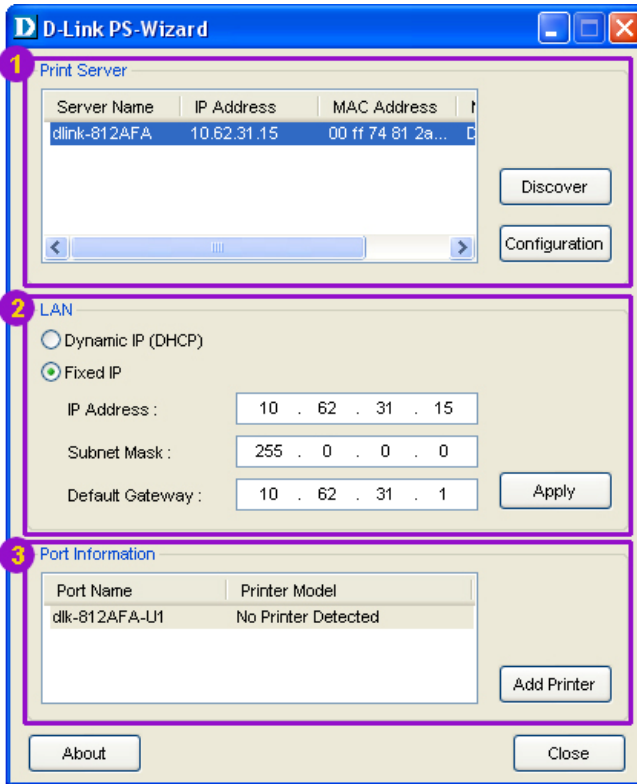 D-Link PS-Wizard
1
Print Server
Server Name IP Address MAC Address
dlink-812AFA 10.62.31.15 00 ff 74 81 2a... D
Discover
Configuration
2
LAN
Dynamic IP (DHCP)
Fixed IP
IP Address : 10 . 62 . 31 . 15
Subnet Mask : 255 . 0 . 0 . 0
Default Gateway : 10 . 62 . 31 . 1
Apply
3
Port Information
Port Name Printer Model
dlk-812AFA-U1 No Printer Detected
Add Printer
About Close